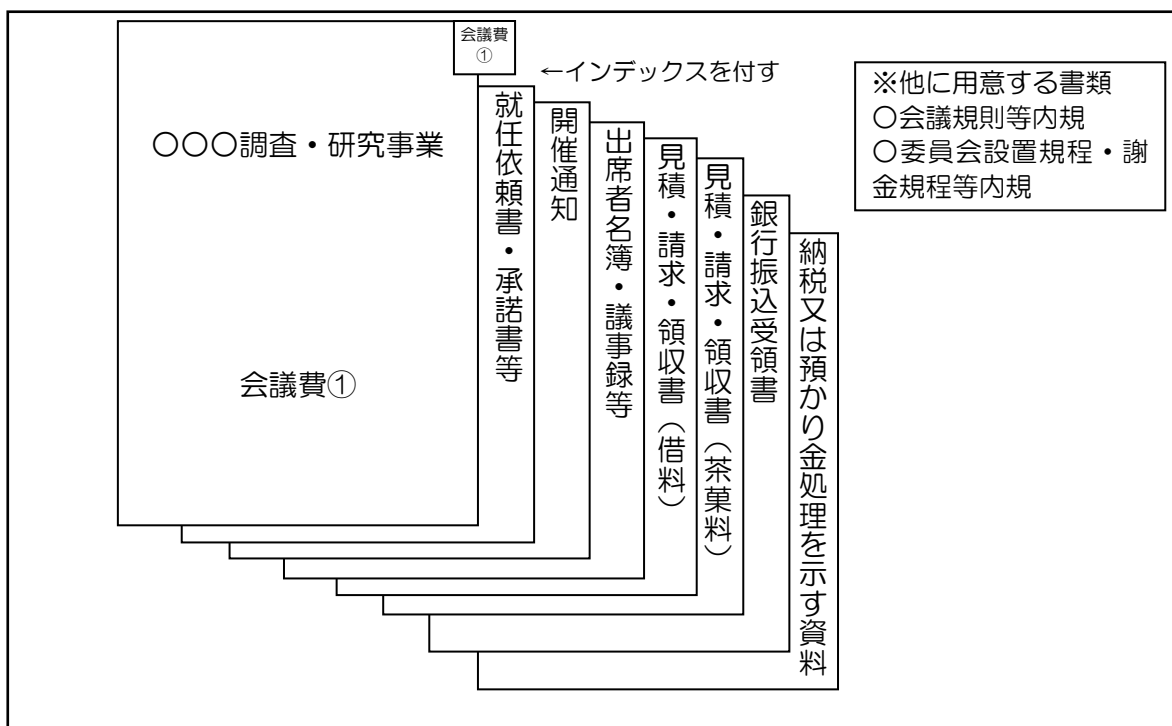 会議費
①
←インデックスを付す
〇〇〇調査・研究事業
会議費①
就任依頼書・承諾書等
開催通知
出席者名簿・議事録等
見積・請求・領収書（借料）
見積・請求・領収書（茶菓料）
銀行振込受領書
納税又は預かり金処理を示す資料
※他に用意する書類
〇会議規則等内規
〇委員会設置規程・謝
金規程等内規